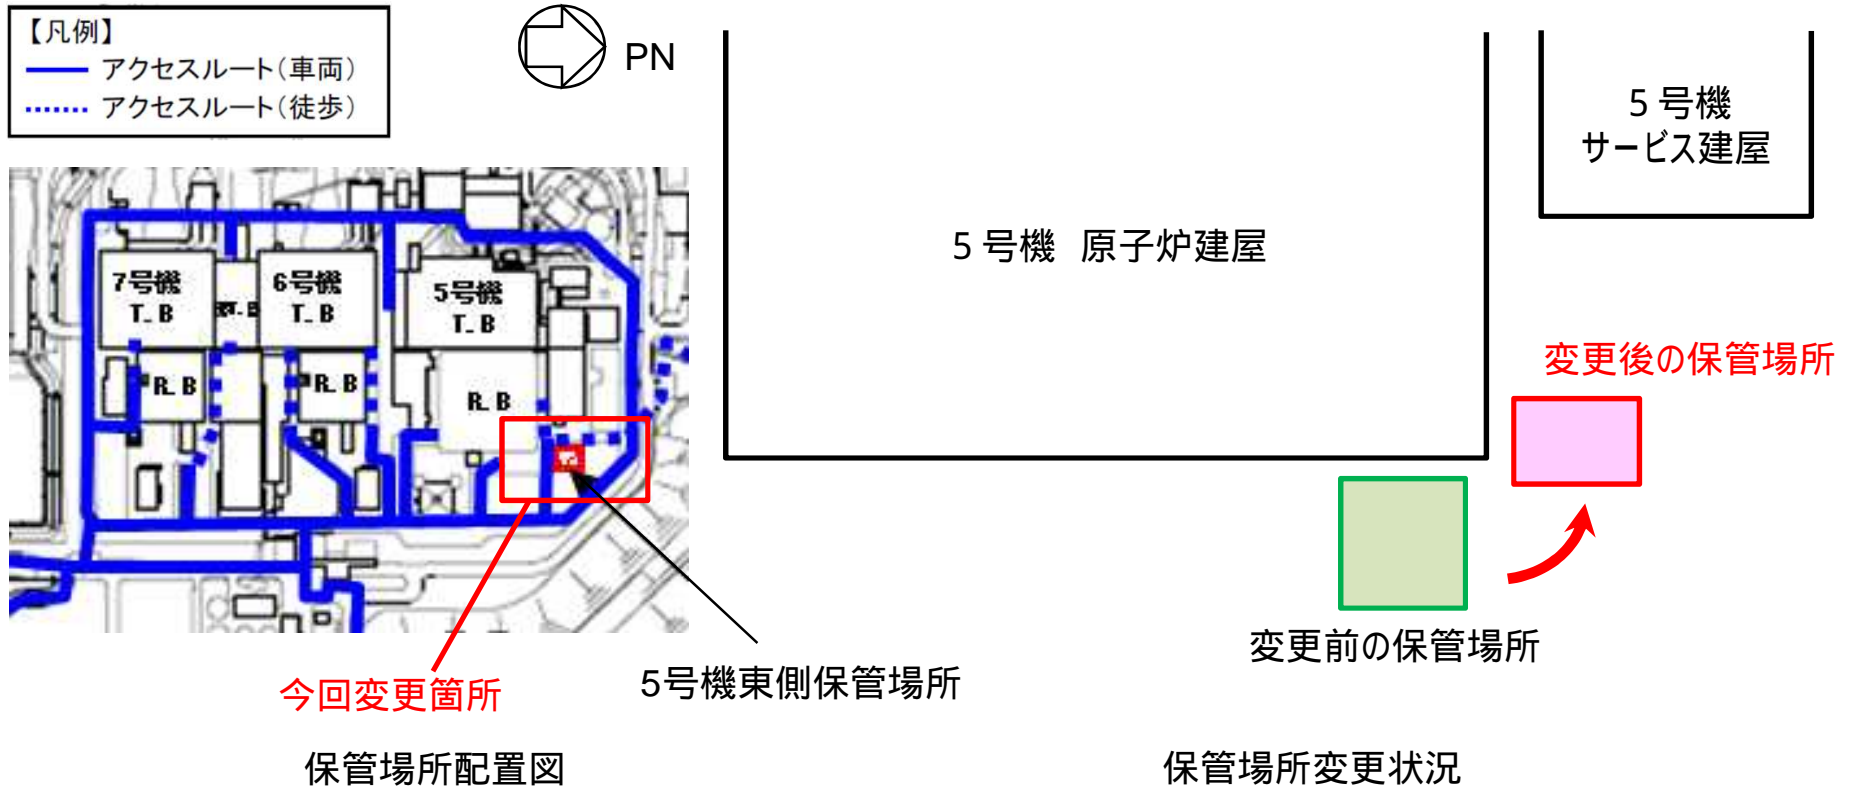 【凡例】
アクセスルート(車両)
アクセスルート(徒歩)
PN
5号機
サービス建屋
5号機 原子炉建屋
7号機
T.B
6号機
T.B
5号機
T.B
R.B
R.B
R.B
変更後の保管場所
変更前の保管場所
今回変更箇所
5号機東側保管場所
保管場所配置図
保管場所変更状況